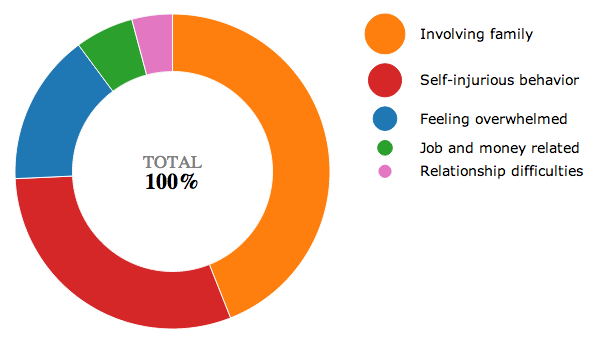 TOTAL
100%
Involving family
Self-injurious behavior
Feeling overwhelmed
Job and money related
Relationship difficulties